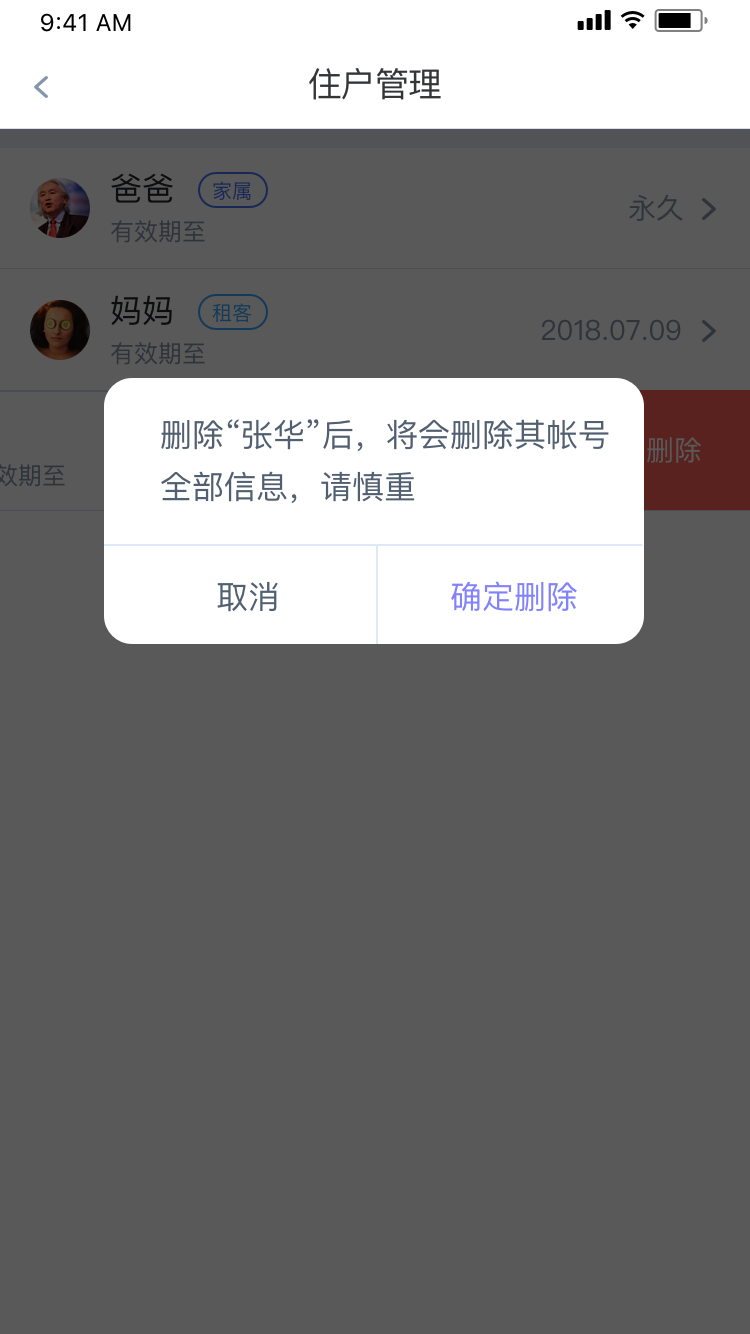 9:41 AM
住户管理
爸爸 家属
有效期至
永久
妈妈 租客
有效期至
2018.07.09
删除“张华”后，将会删除其帐号
全部信息，请慎重
效期至
删除
取消
确定删除